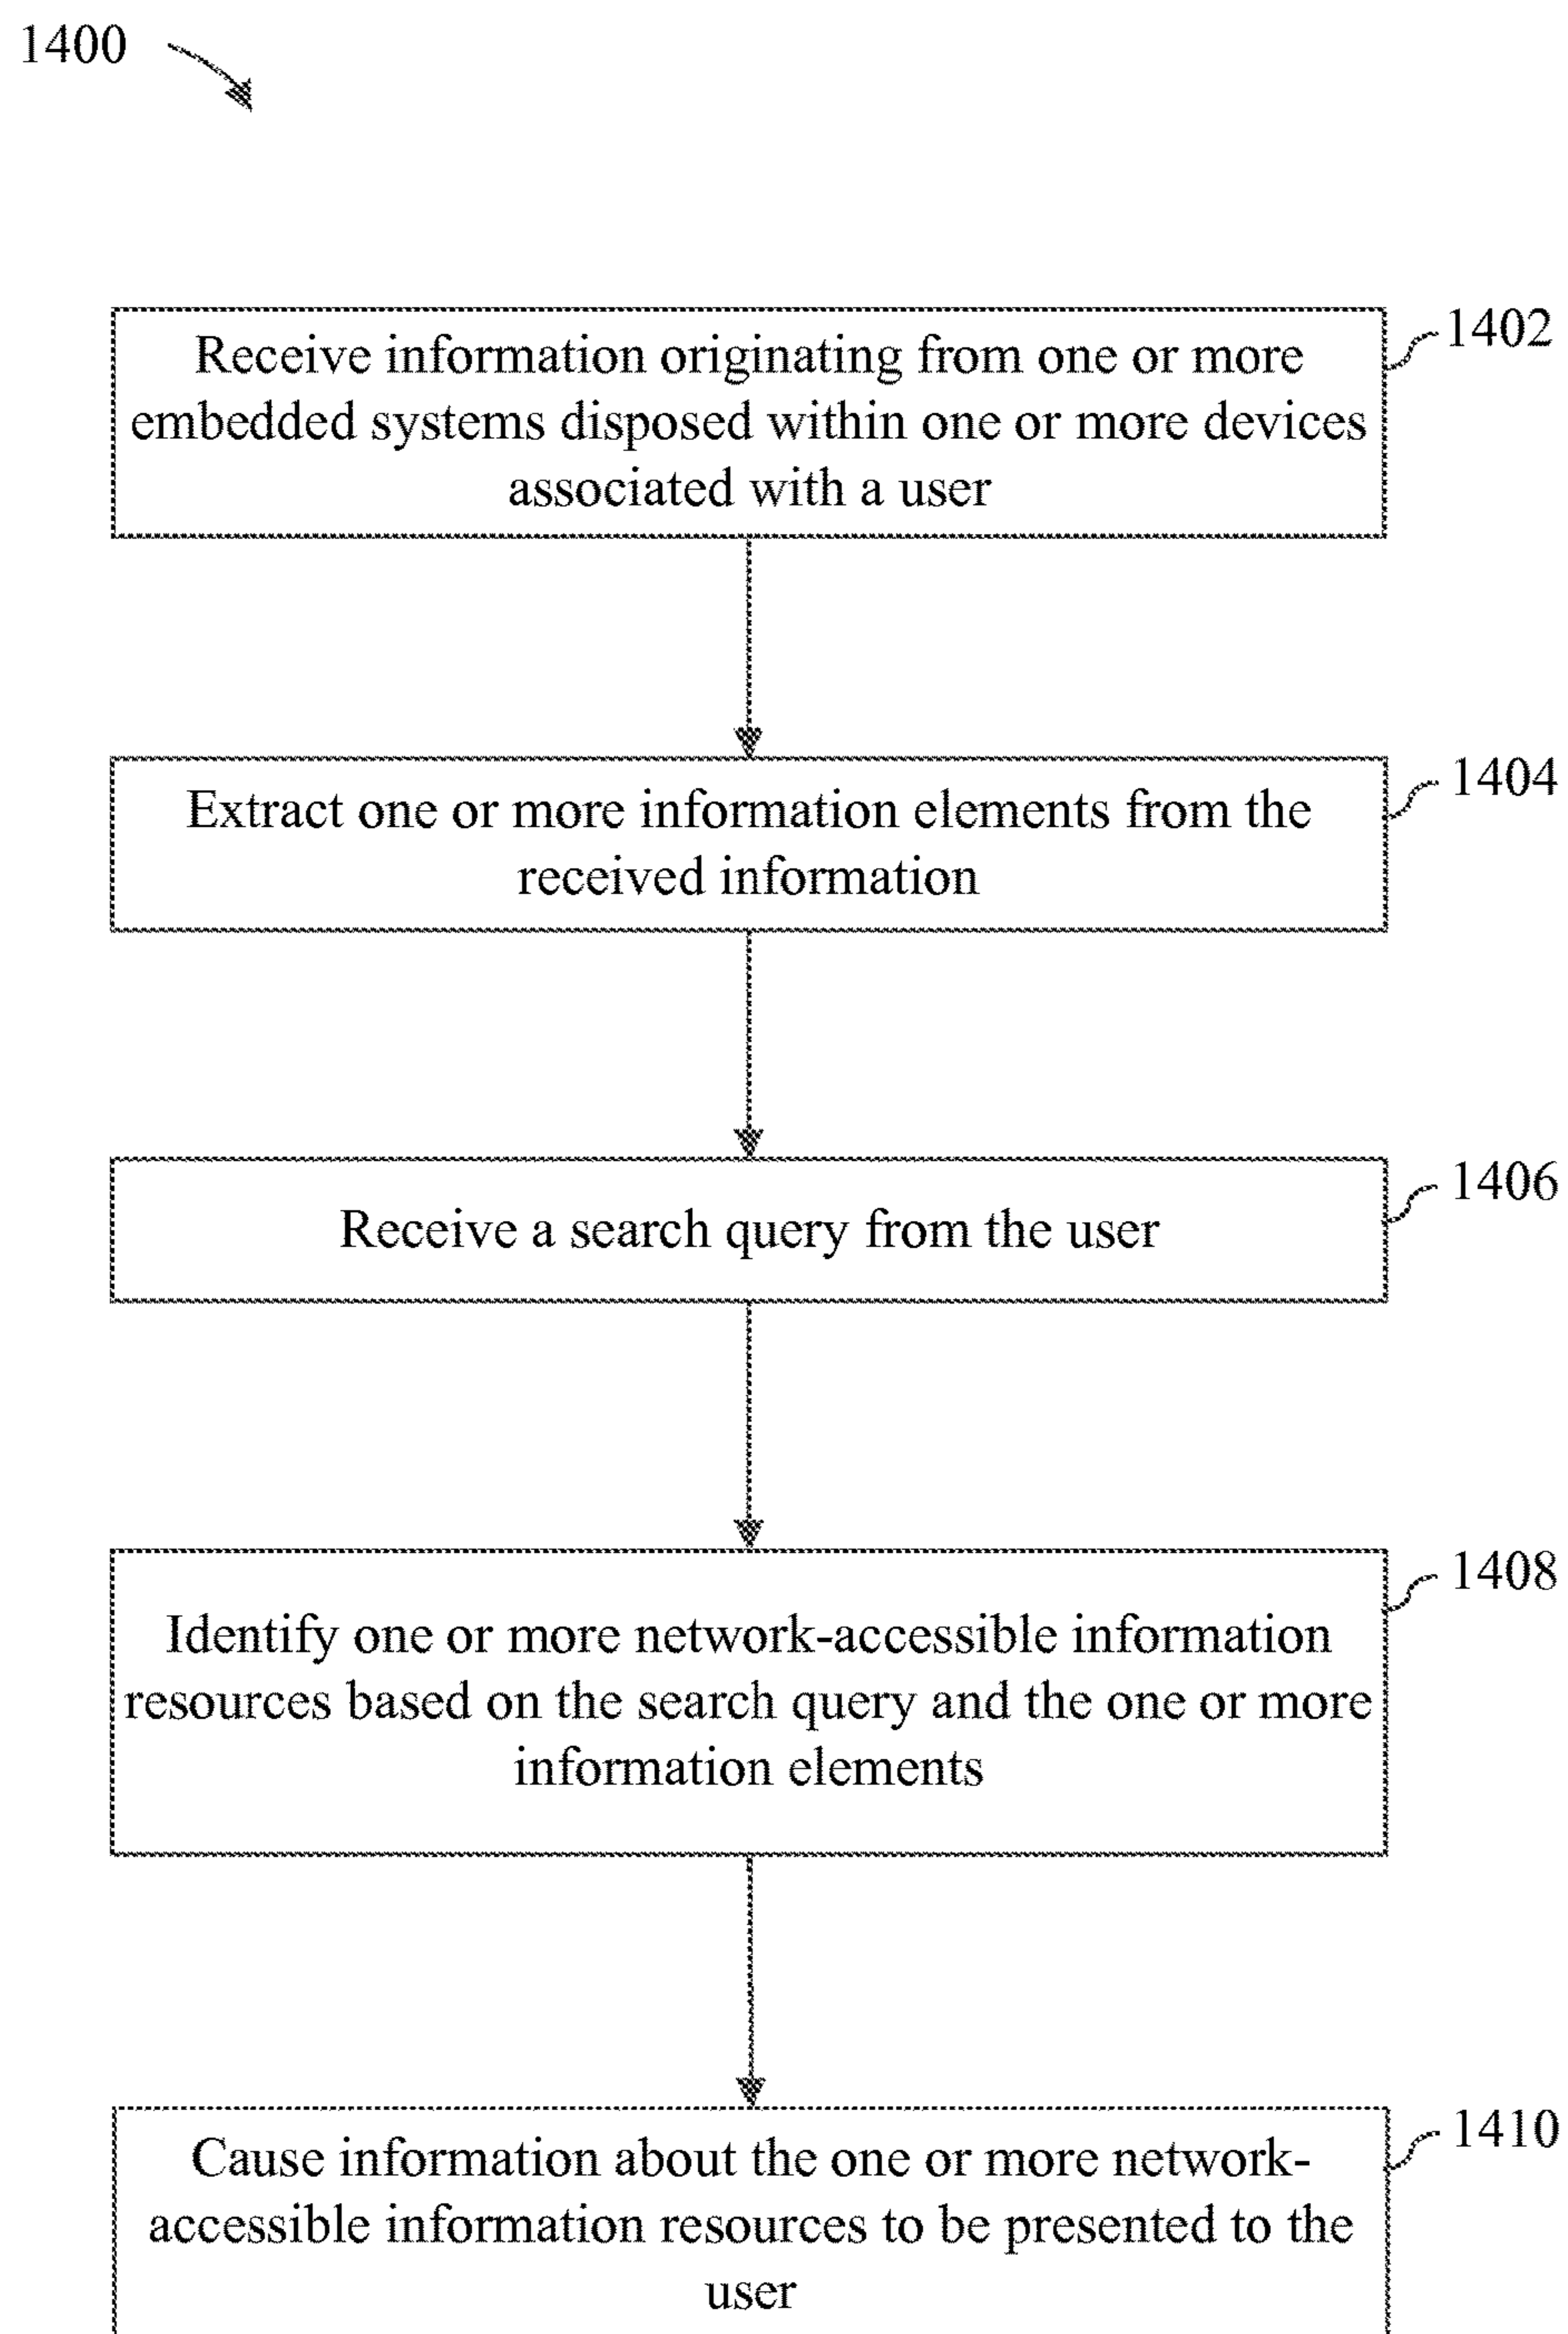 1400
Receive information originating from one or more
1402
embedded systems disposed within one or more devices
associated with a user
Extract one or more information elements from the
1404
received information
Receive a search query from the user
1406
Identify one or more network-accessible information
1408
resources based on the search query and the one or more
information elements
Cause information about the one or more network-
1410
accessible information resources to be presented to the
user